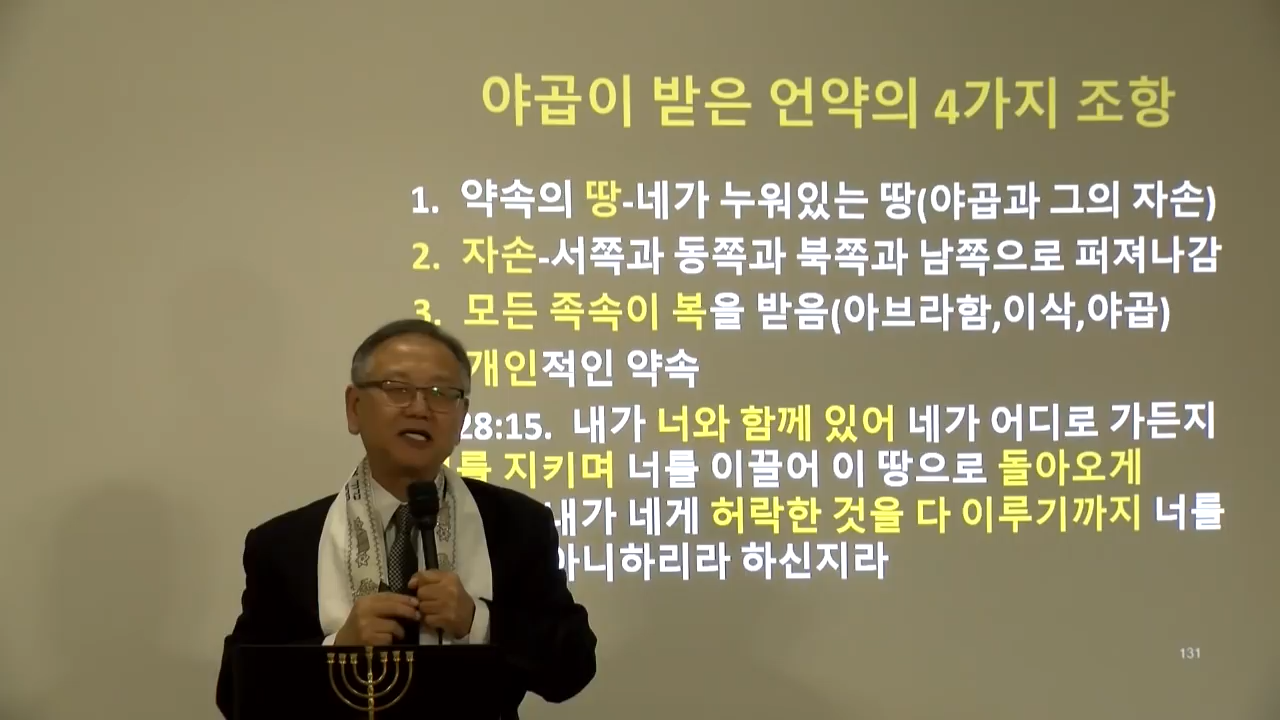 야곱이 받은 언약의 4가지 조항
1. 약속의 땅-네가 누워있는 땅(야곱과 그의 자손)
2. 자손-서쪽과 동쪽과 북쪽과 남쪽으로 퍼져나감
3. 모든 족속이 복을 받음(아브라함,이삭,야곱)
개인적인 약속
28:15. 내가 너와 함께 있어 네가 어디로 가든지
를 지키며 너를 이끌어 이 땅으로 돌아오게
내가 네게 허락한 것을 다 이루기까지 너를
아니하리라 하신지라
131